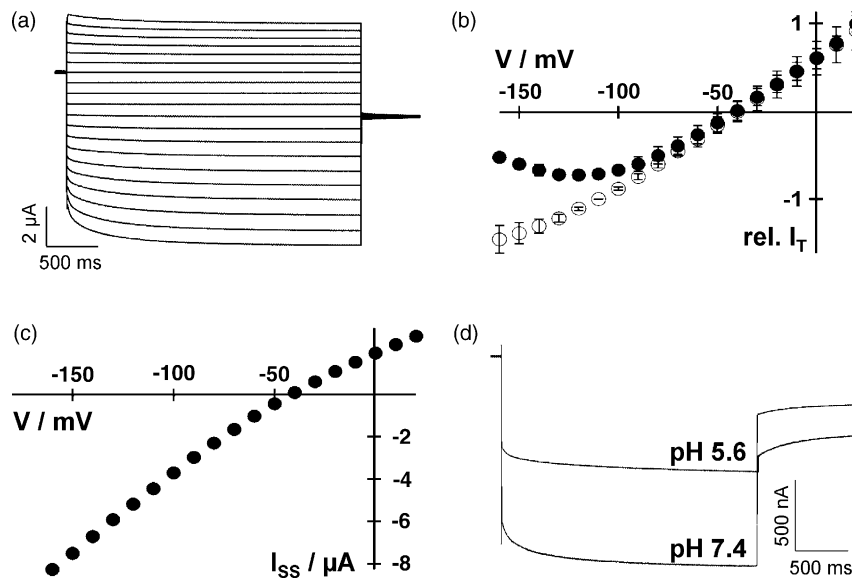 (a)
2 µA
500 ms
(b)
V / mV
1
-150
-100
-50
-1
rel. I_T
(c)
-150
-100
-50
V / mV
-2
-4
-6
-8
I_SS / µA
(d)
pH 5.6
pH 7.4
500 nA
500 ms